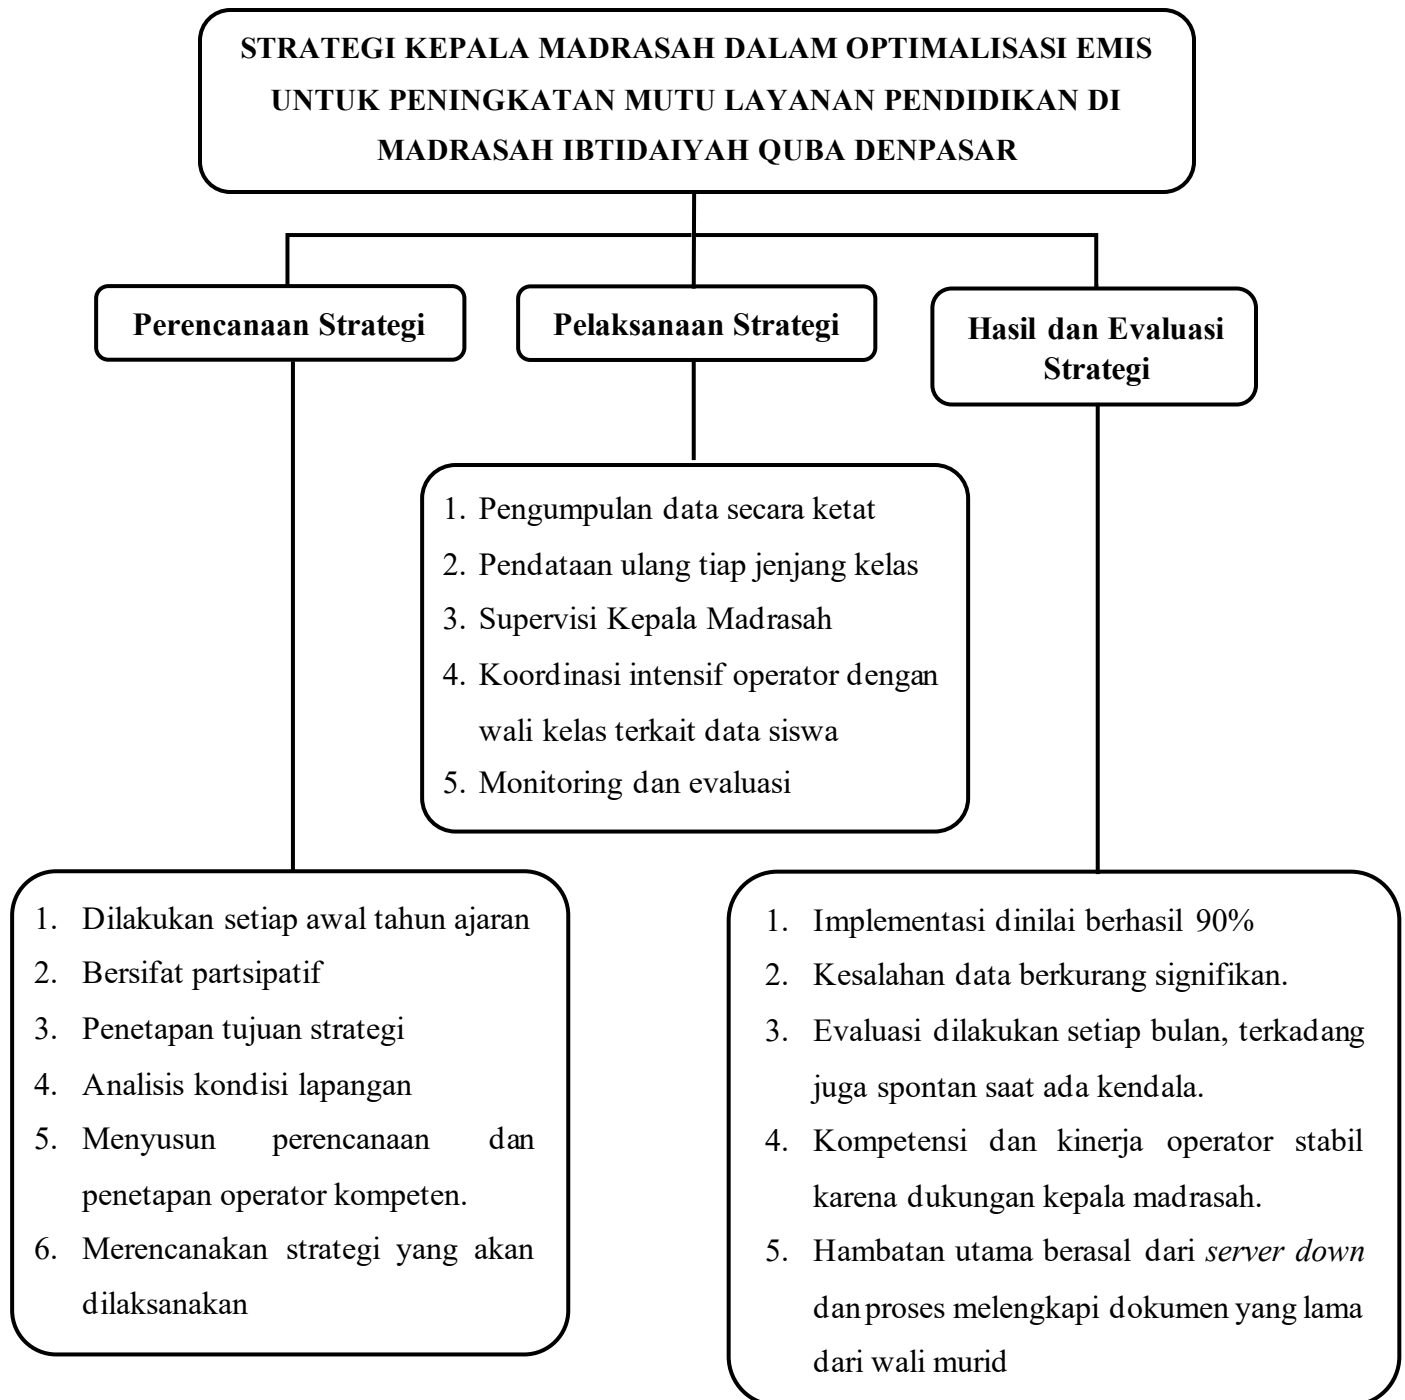 STRATEGI KEPALA MADRASAH DALAM OPTIMALISASI EMIS
UNTUK PENINGKATAN MUTU LAYANAN PENDIDIKAN DI
MADRASAH IBTIDAIYAH QUBA DENPASAR
Perencanaan Strategi
Pelaksanaan Strategi
Hasil dan Evaluasi
Strategi
1. Pengumpulan data secara ketat
2. Pendataan ulang tiap jenjang kelas
3. Supervisi Kepala Madrasah
4. Koordinasi intensif operator dengan
wali kelas terkait data siswa
5. Monitoring dan evaluasi
1. Dilakukan setiap awal tahun ajaran
2. Bersifat partsipatif
3. Penetapan tujuan strategi
4. Analisis kondisi lapangan
5. Menyusun perencanaan dan
penetapan operator kompeten.
6. Merencanakan strategi yang akan
dilaksanakan
1. Implementasi dinilai berhasil 90%
2. Kesalahan data berkurang signifikan.
3. Evaluasi dilakukan setiap bulan, terkadang
juga spontan saat ada kendala.
4. Kompetensi dan kinerja operator stabil
karena dukungan kepala madrasah.
5. Hambatan utama berasal dari server down
dan proses melengkapi dokumen yang lama
dari wali murid